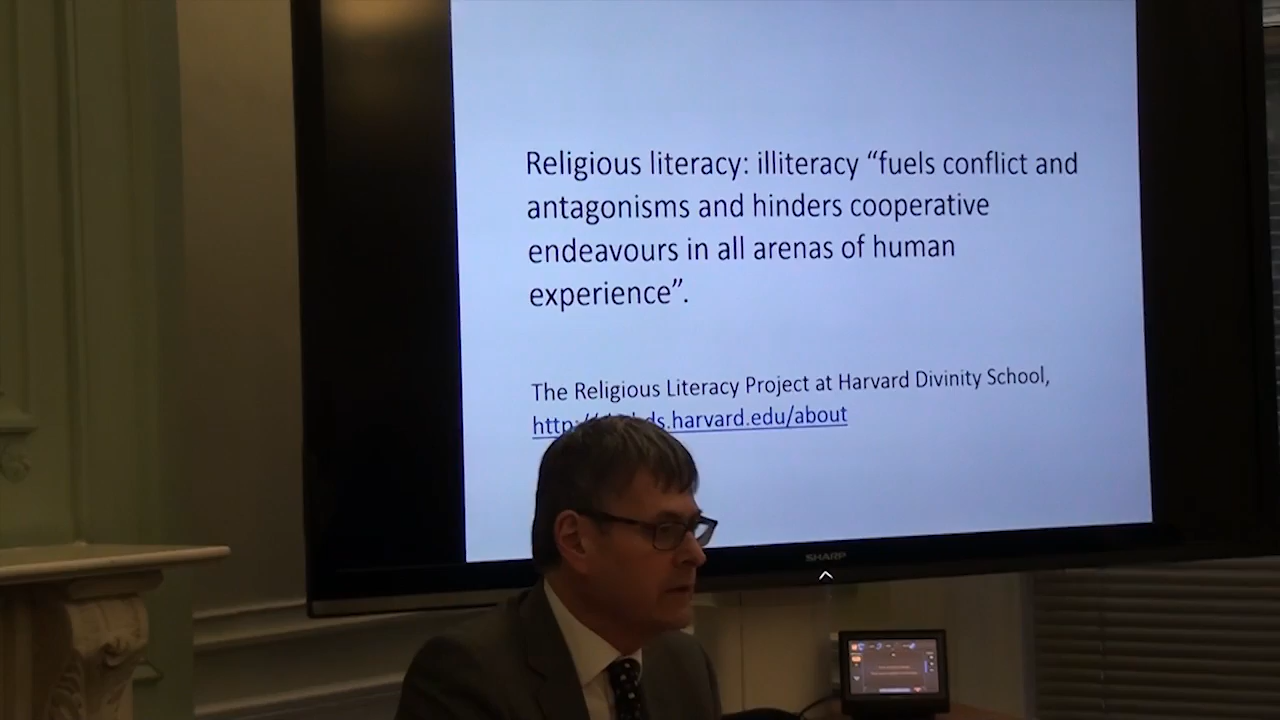 Religious literacy: illiteracy “fuels conflict and
antagonisms and hinders cooperative
endeavours in all arenas of human
experience”.
The Religious Literacy Project at Harvard Divinity School,
http:/ ds.harvard.edu/about
SHARP